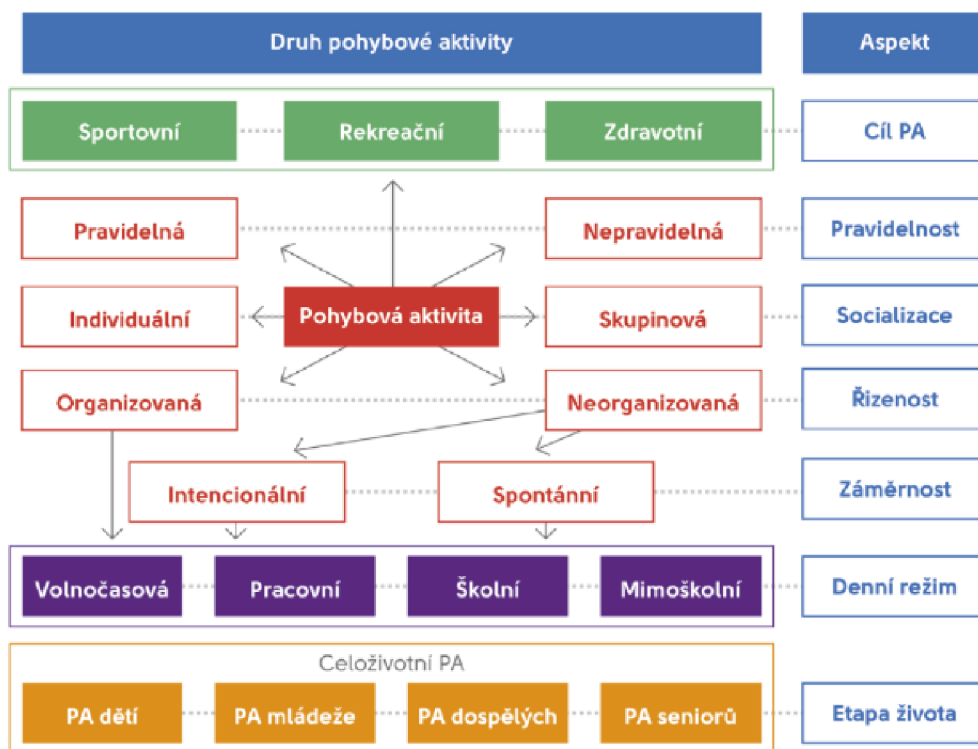 Druh pohybové aktivity
Aspekt
Sportovní
Rekreační
Zdravotní
Cíl PA
Pravidelná
Nepravidelná
Pravidelnost
Individuální
Pohybová aktivita
Skupinová
Socializace
Organizovaná
Neorganizovaná
Řizenost
Intencionální
Spontánní
Záměrnost
Volnočasová
Pracovní
Školní
Mimoškolní
Denní režim
Celoživotní PA
PA dětí
PA mládeže
PA dospělých
PA seniorů
Etapa života